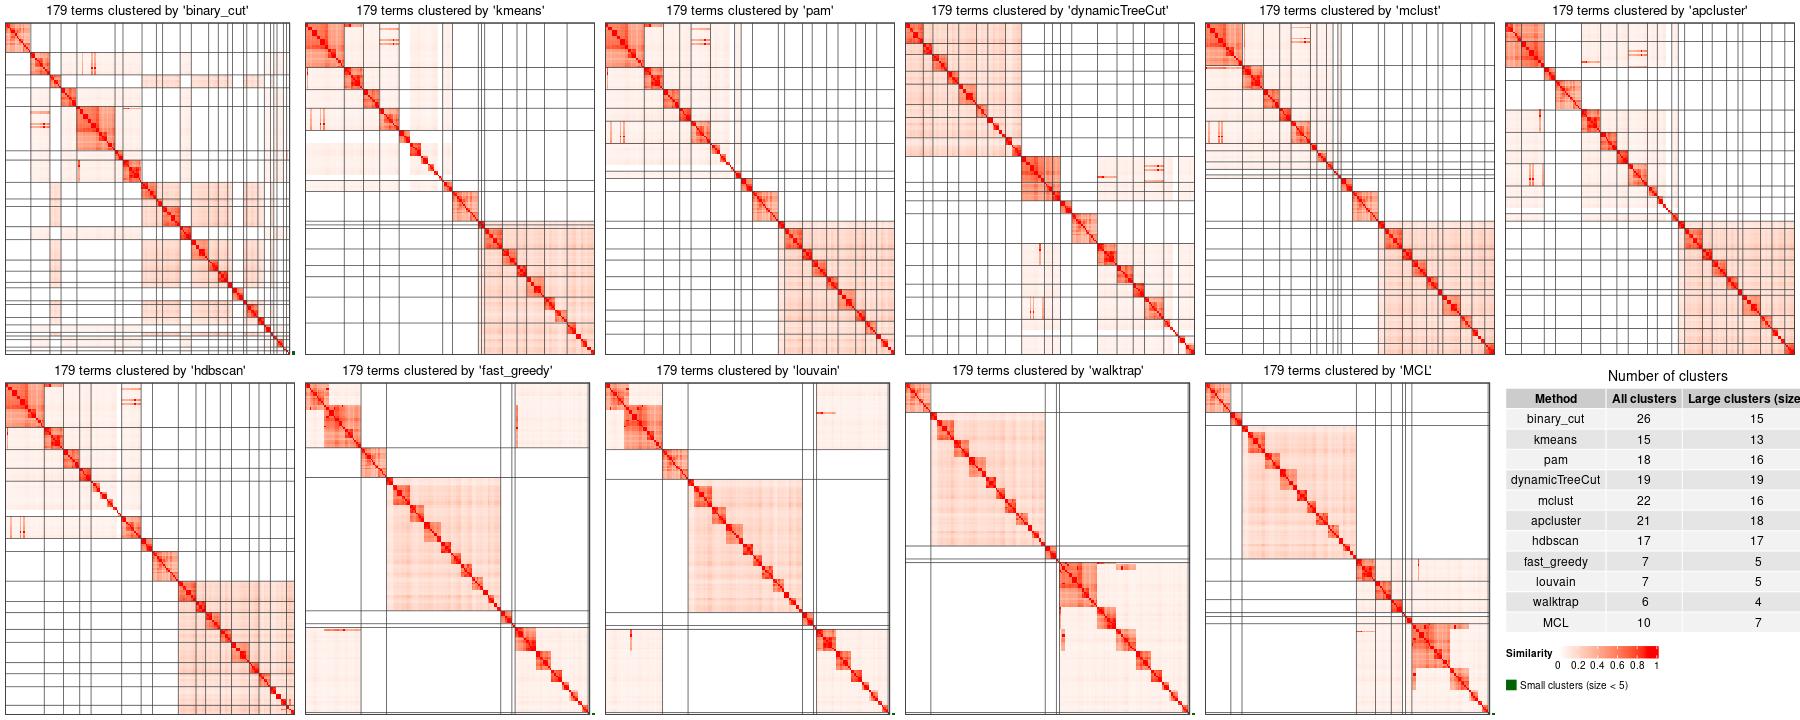 179 terms clustered by 'binary_cut'
179 terms clustered by 'kmeans'
179 terms clustered by 'pam'
179 terms clustered by 'dynamicTreeCut'
179 terms clustered by 'mclust'
179 terms clustered by 'apcluster'
179 terms clustered by 'hdbscan'
179 terms clustered by 'fast_greedy'
179 terms clustered by 'louvain'
179 terms clustered by 'walktrap'
179 terms clustered by 'MCL'
Number of clusters
Method All clusters Large clusters (size
binary_cut 26 15
kmeans 15 13
pam 18 16
dynamicTreeCut 19 19
mclust 22 16
apcluster 21 18
hdbscan 17 17
fast_greedy 7 5
louvain 7 5
walktrap 6 4
MCL 10 7
Similarity
0 0.2 0.4 0.6 0.8 1
Small clusters (size < 5)